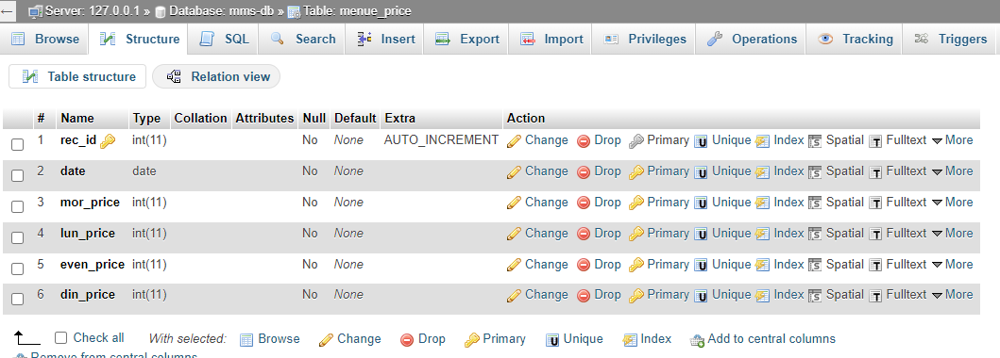 Server: 127.0.0.1 » Database: mms-db » Table: menue_price
Browse Structure SQL Search Insert Export Import Privileges Operations Tracking Triggers
Table structure Relation view
# Name Type Collation Attributes Null Default Extra Action
1 rec_id int(11) No None AUTO_INCREMENT Change Drop Primary Unique Index Spatial Fulltext More
2 date date No None Change Drop Primary Unique Index Spatial Fulltext More
3 mor_price int(11) No None Change Drop Primary Unique Index Spatial Fulltext More
4 lun_price int(11) No None Change Drop Primary Unique Index Spatial Fulltext More
5 even_price int(11) No None Change Drop Primary Unique Index Spatial Fulltext More
6 din_price int(11) No None Change Drop Primary Unique Index Spatial Fulltext More
Check all With selected: Browse Change Drop Primary Unique Index Add to central columns
Remove from central columns